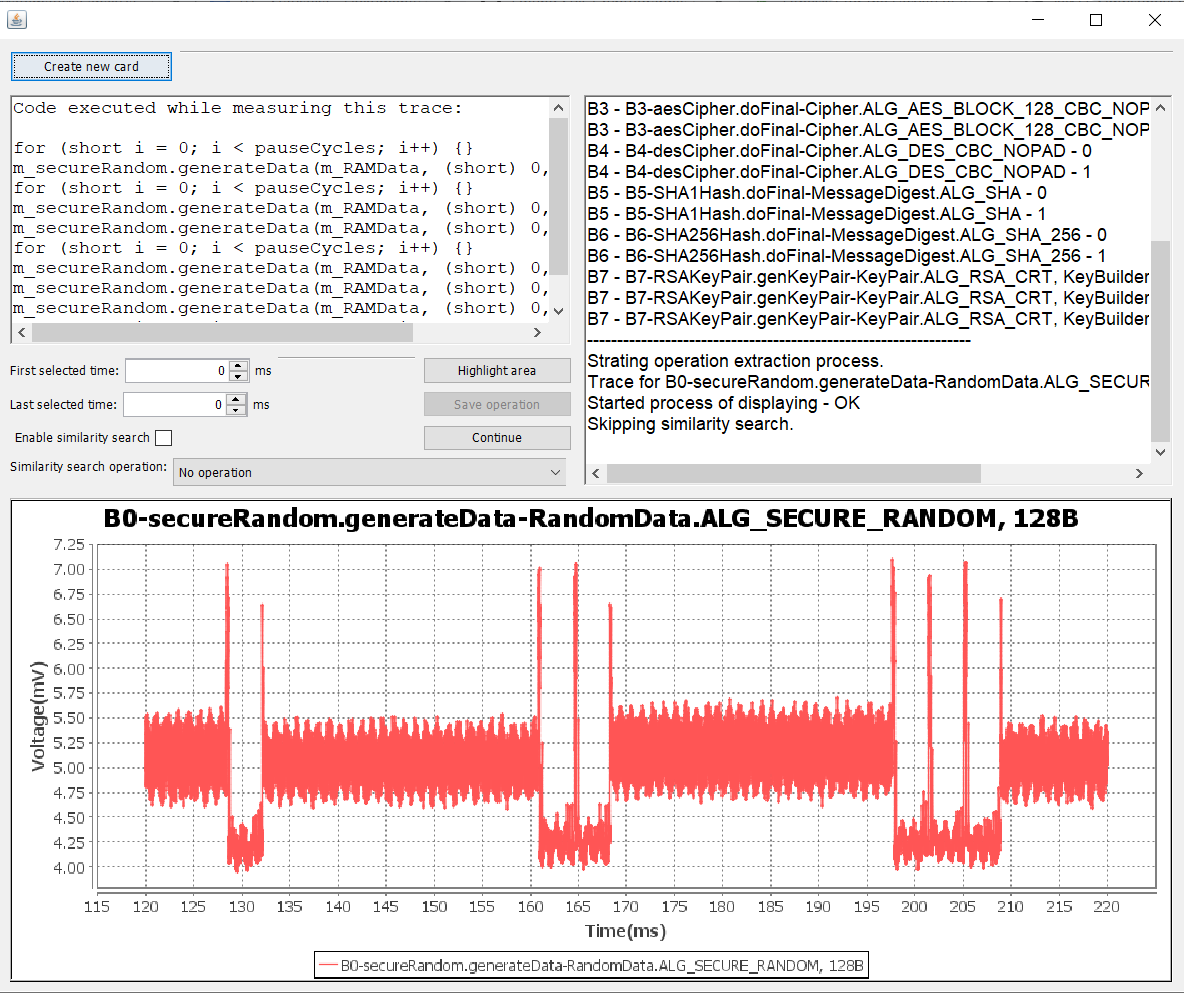 Create new card
Code executed while measuring this trace:
for (short i = 0; i < pauseCycles; i++) {}
m_secureRandom.generateData(m_RAMData, (short) 0,
for (short i = 0; i < pauseCycles; i++) {}
m_secureRandom.generateData(m_RAMData, (short) 0,
m_secureRandom.generateData(m_RAMData, (short) 0,
for (short i = 0; i < pauseCycles; i++) {}
m_secureRandom.generateData(m_RAMData, (short) 0,
m_secureRandom.generateData(m_RAMData, (short) 0,
m_secureRandom.generateData(m_RAMData, (short) 0,
B3 - B3-aesCipher.doFinal-Cipher.ALG_AES_BLOCK_128_CBC_NOP
B3 - B3-aesCipher.doFinal-Cipher.ALG_AES_BLOCK_128_CBC_NOP
B4 - B4-desCipher.doFinal-Cipher.ALG_DES_CBC_NOPAD - 0
B4 - B4-desCipher.doFinal-Cipher.ALG_DES_CBC_NOPAD - 1
B5 - B5-SHA1Hash.doFinal-MessageDigest.ALG_SHA - 0
B5 - B5-SHA1Hash.doFinal-MessageDigest.ALG_SHA - 1
B6 - B6-SHA256Hash.doFinal-MessageDigest.ALG_SHA_256 - 0
B6 - B6-SHA256Hash.doFinal-MessageDigest.ALG_SHA_256 - 1
B7 - B7-RSAKeyPair.genKeyPair-KeyPair.ALG_RSA_CRT, KeyBuilder
B7 - B7-RSAKeyPair.genKeyPair-KeyPair.ALG_RSA_CRT, KeyBuilder
B7 - B7-RSAKeyPair.genKeyPair-KeyPair.ALG_RSA_CRT, KeyBuilder
----------------------------------------------------------------
Strating operation extraction process.
Trace for B0-secureRandom.generateData-RandomData.ALG_SECUR
Started process of displaying - OK
Skipping similarity search.
First selected time: 0 ms
Highlight area
Last selected time: 0 ms
Save operation
Enable similarity search
Continue
Similarity search operation: No operation
B0-secureRandom.generateData-RandomData.ALG_SECURE_RANDOM, 128B
Voltage(mV)
7.25
7.00
6.75
6.50
6.25
6.00
5.75
5.50
5.25
5.00
4.75
4.50
4.25
4.00
115 120 125 130 135 140 145 150 155 160 165 170 175 180 185 190 195 200 205 210 215 220
Time(ms)
B0-secureRandom.generateData-RandomData.ALG_SECURE_RANDOM, 128B